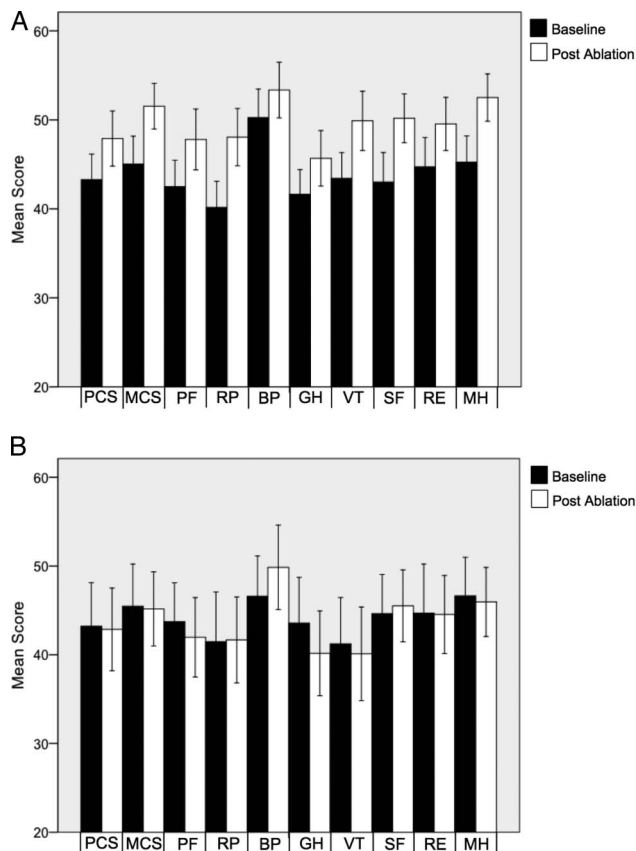 A
60
50
40
30
20
Mean Score
PCS MCS PF RP BP GH VT SF RE MH
Baseline
Post Ablation
B
60
50
40
30
20
Mean Score
PCS MCS PF RP BP GH VT SF RE MH
Baseline
Post Ablation